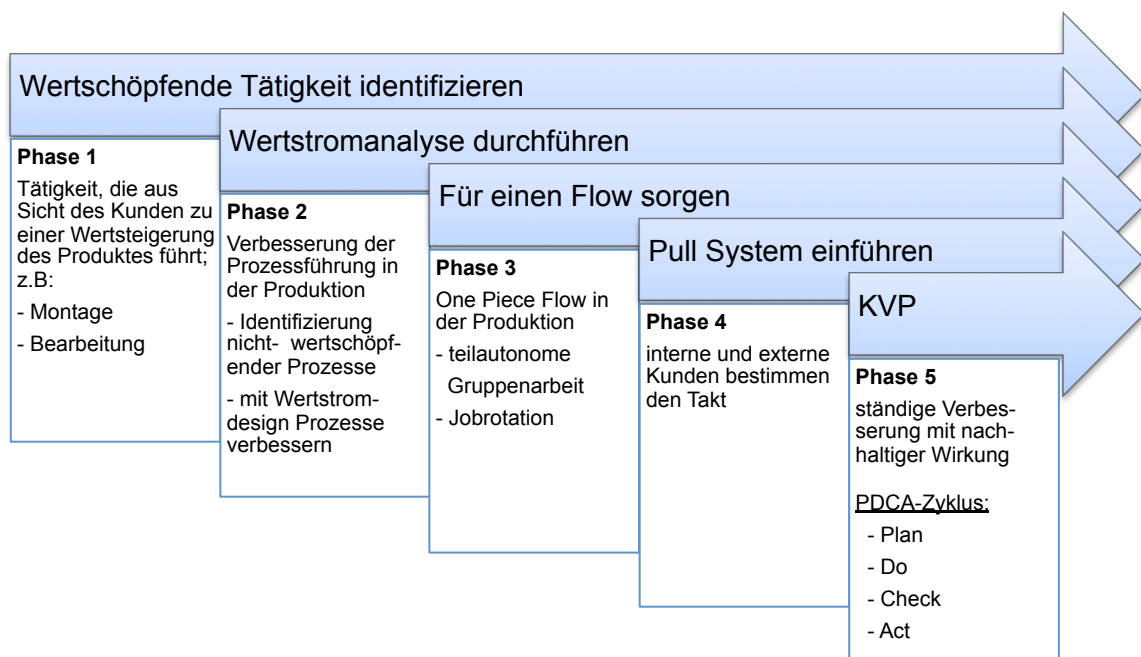 Wertschöpfende Tätigkeit identifizieren
Phase 1
Tätigkeit, die aus
Sicht des Kunden zu
einer Wertsteigerung
des Produktes führt;
z.B:
- Montage
- Bearbeitung
Wertstromanalyse durchführen
Phase 2
Verbesserung der
Prozessführung in
der Produktion
- Identifizierung
nicht- wertschöpf-
ender Prozesse
- mit Wertstrom-
design Prozesse
verbessern
Für einen Flow sorgen
Phase 3
One Piece Flow in
der Produktion
- teilautonome
Gruppenarbeit
- Jobrotation
Pull System einführen
Phase 4
interne und externe
Kunden bestimmen
den Takt
KVP
Phase 5
ständige Verbes-
serung mit nach-
haltiger Wirkung
PDCA-Zyklus:
- Plan
- Do
- Check
- Act